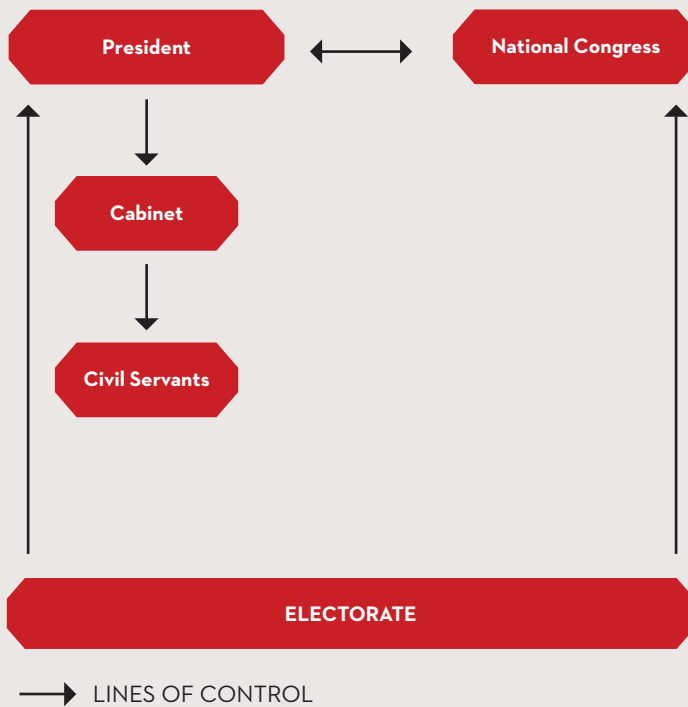 President
National Congress
Cabinet
Civil Servants
ELECTORATE
LINES OF CONTROL